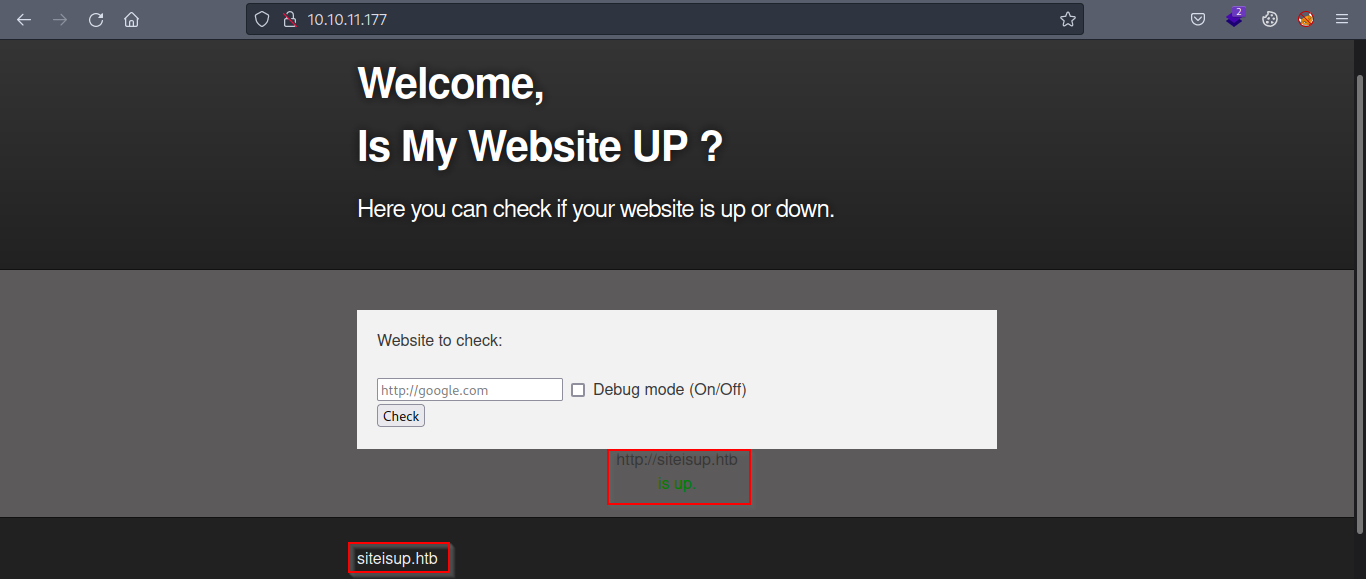 2
10.10.11.177
Welcome,
Is My Website UP ?
Here you can check if your website is up or down.
Website to check:
http://google.com Debug mode (On/Off)
Check
http://siteisup.htb
is up.
siteisup.htb